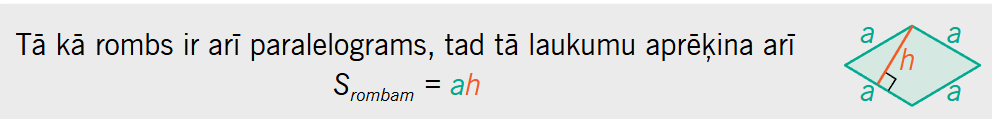 Tā kā rombs ir arī paralelograms, tad tā laukumu aprēķina arī
S_rombam = ah
a a
h
a a